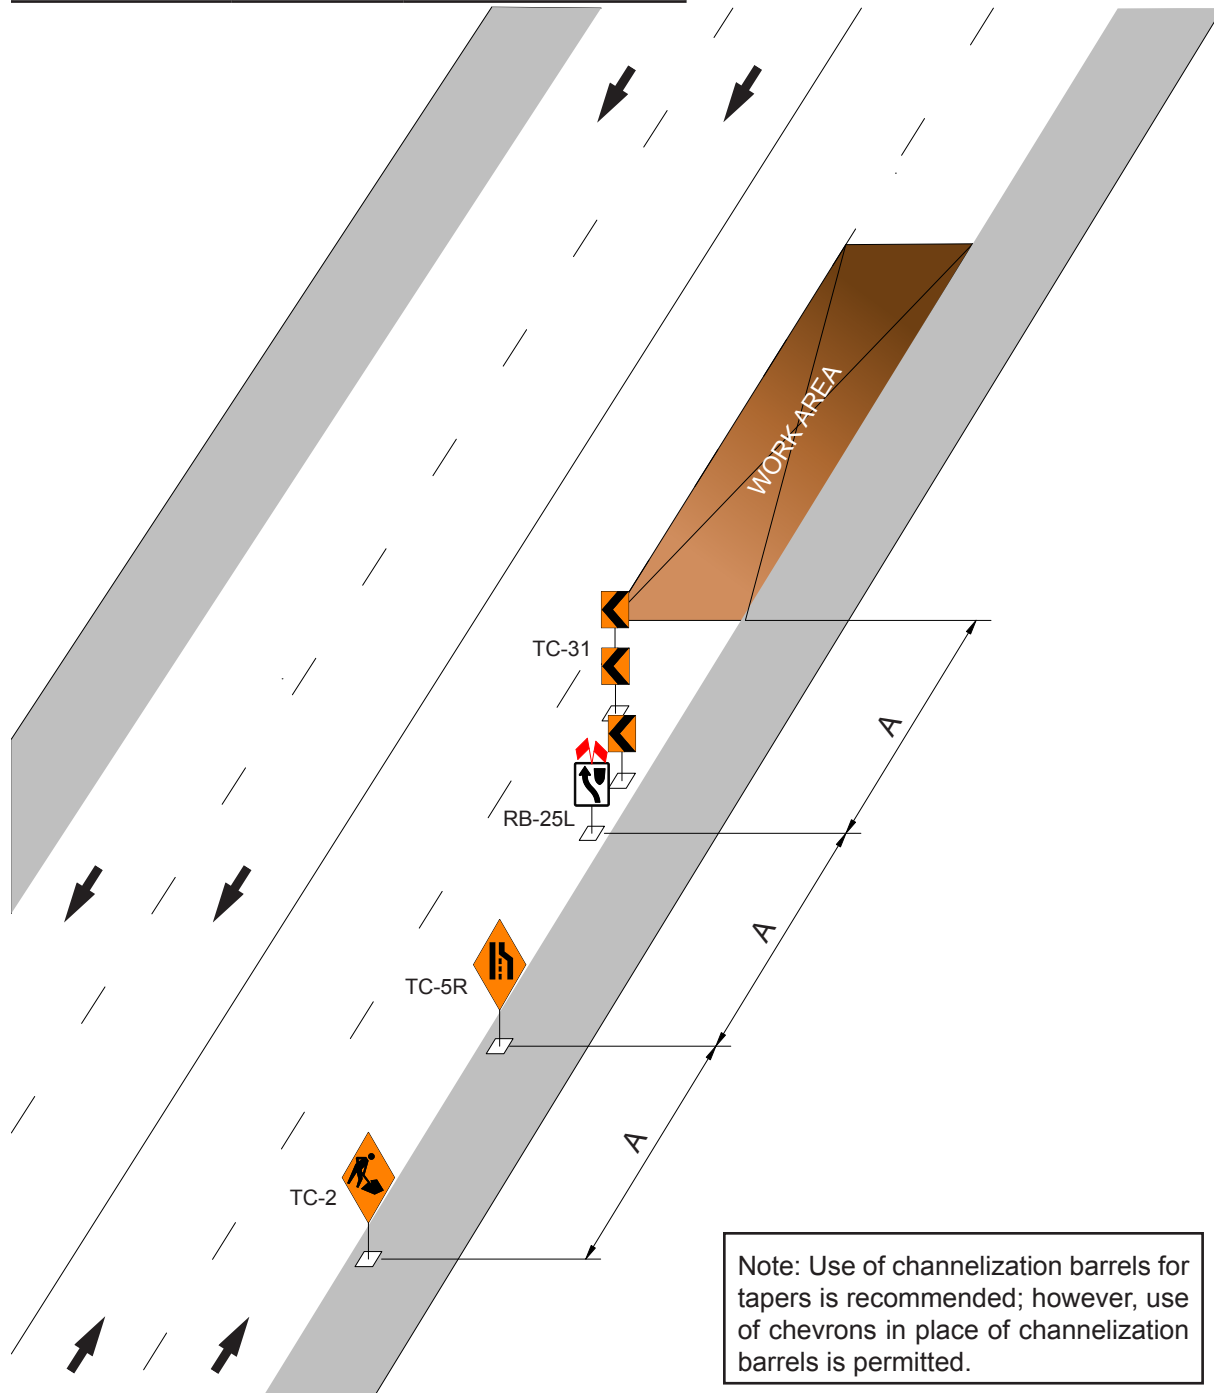 WORK AREA
TC-31
A
RB-25L
A
TC-5R
A
TC-2
Note: Use of channelization barrels for
tapers is recommended; however, use
of chevrons in place of channelization
barrels is permitted.